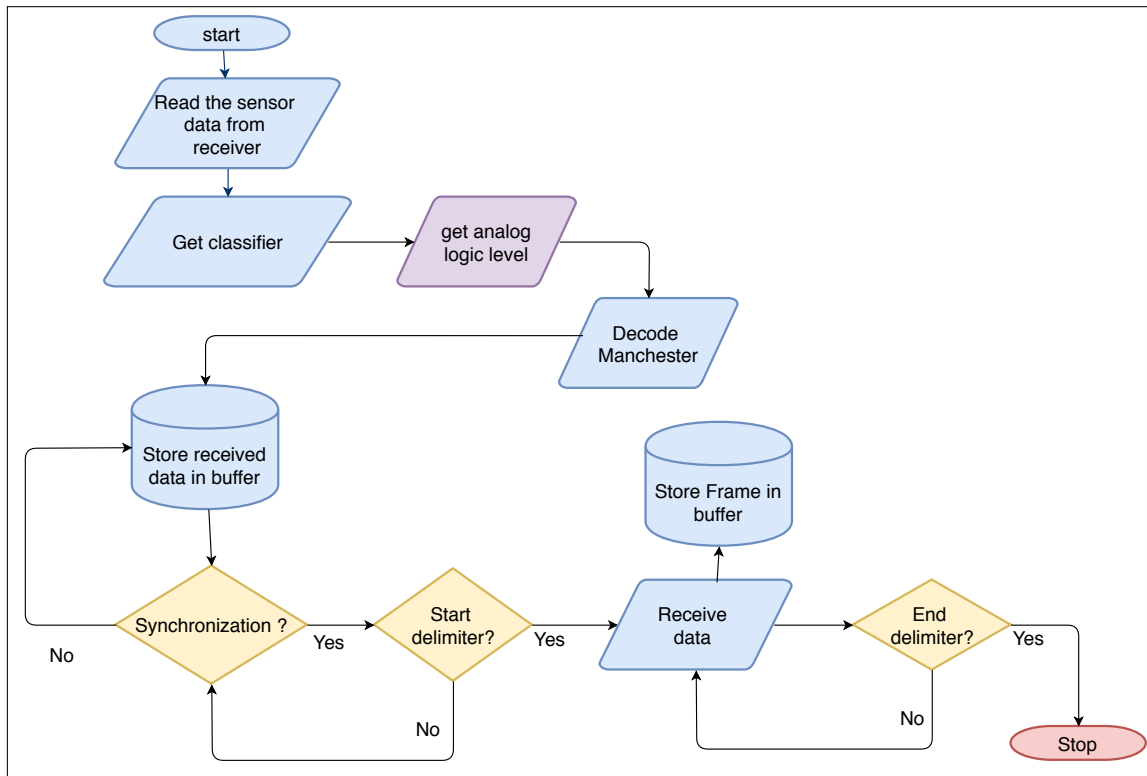 start
Read the sensor
data from
receiver
Get classifier
get analog
logic level
Decode
Manchester
Store received
data in buffer
Store Frame in
buffer
Synchronization ?
Yes
No
Start
delimiter?
Yes
No
Receive
data
End
delimiter?
Yes
No
Stop